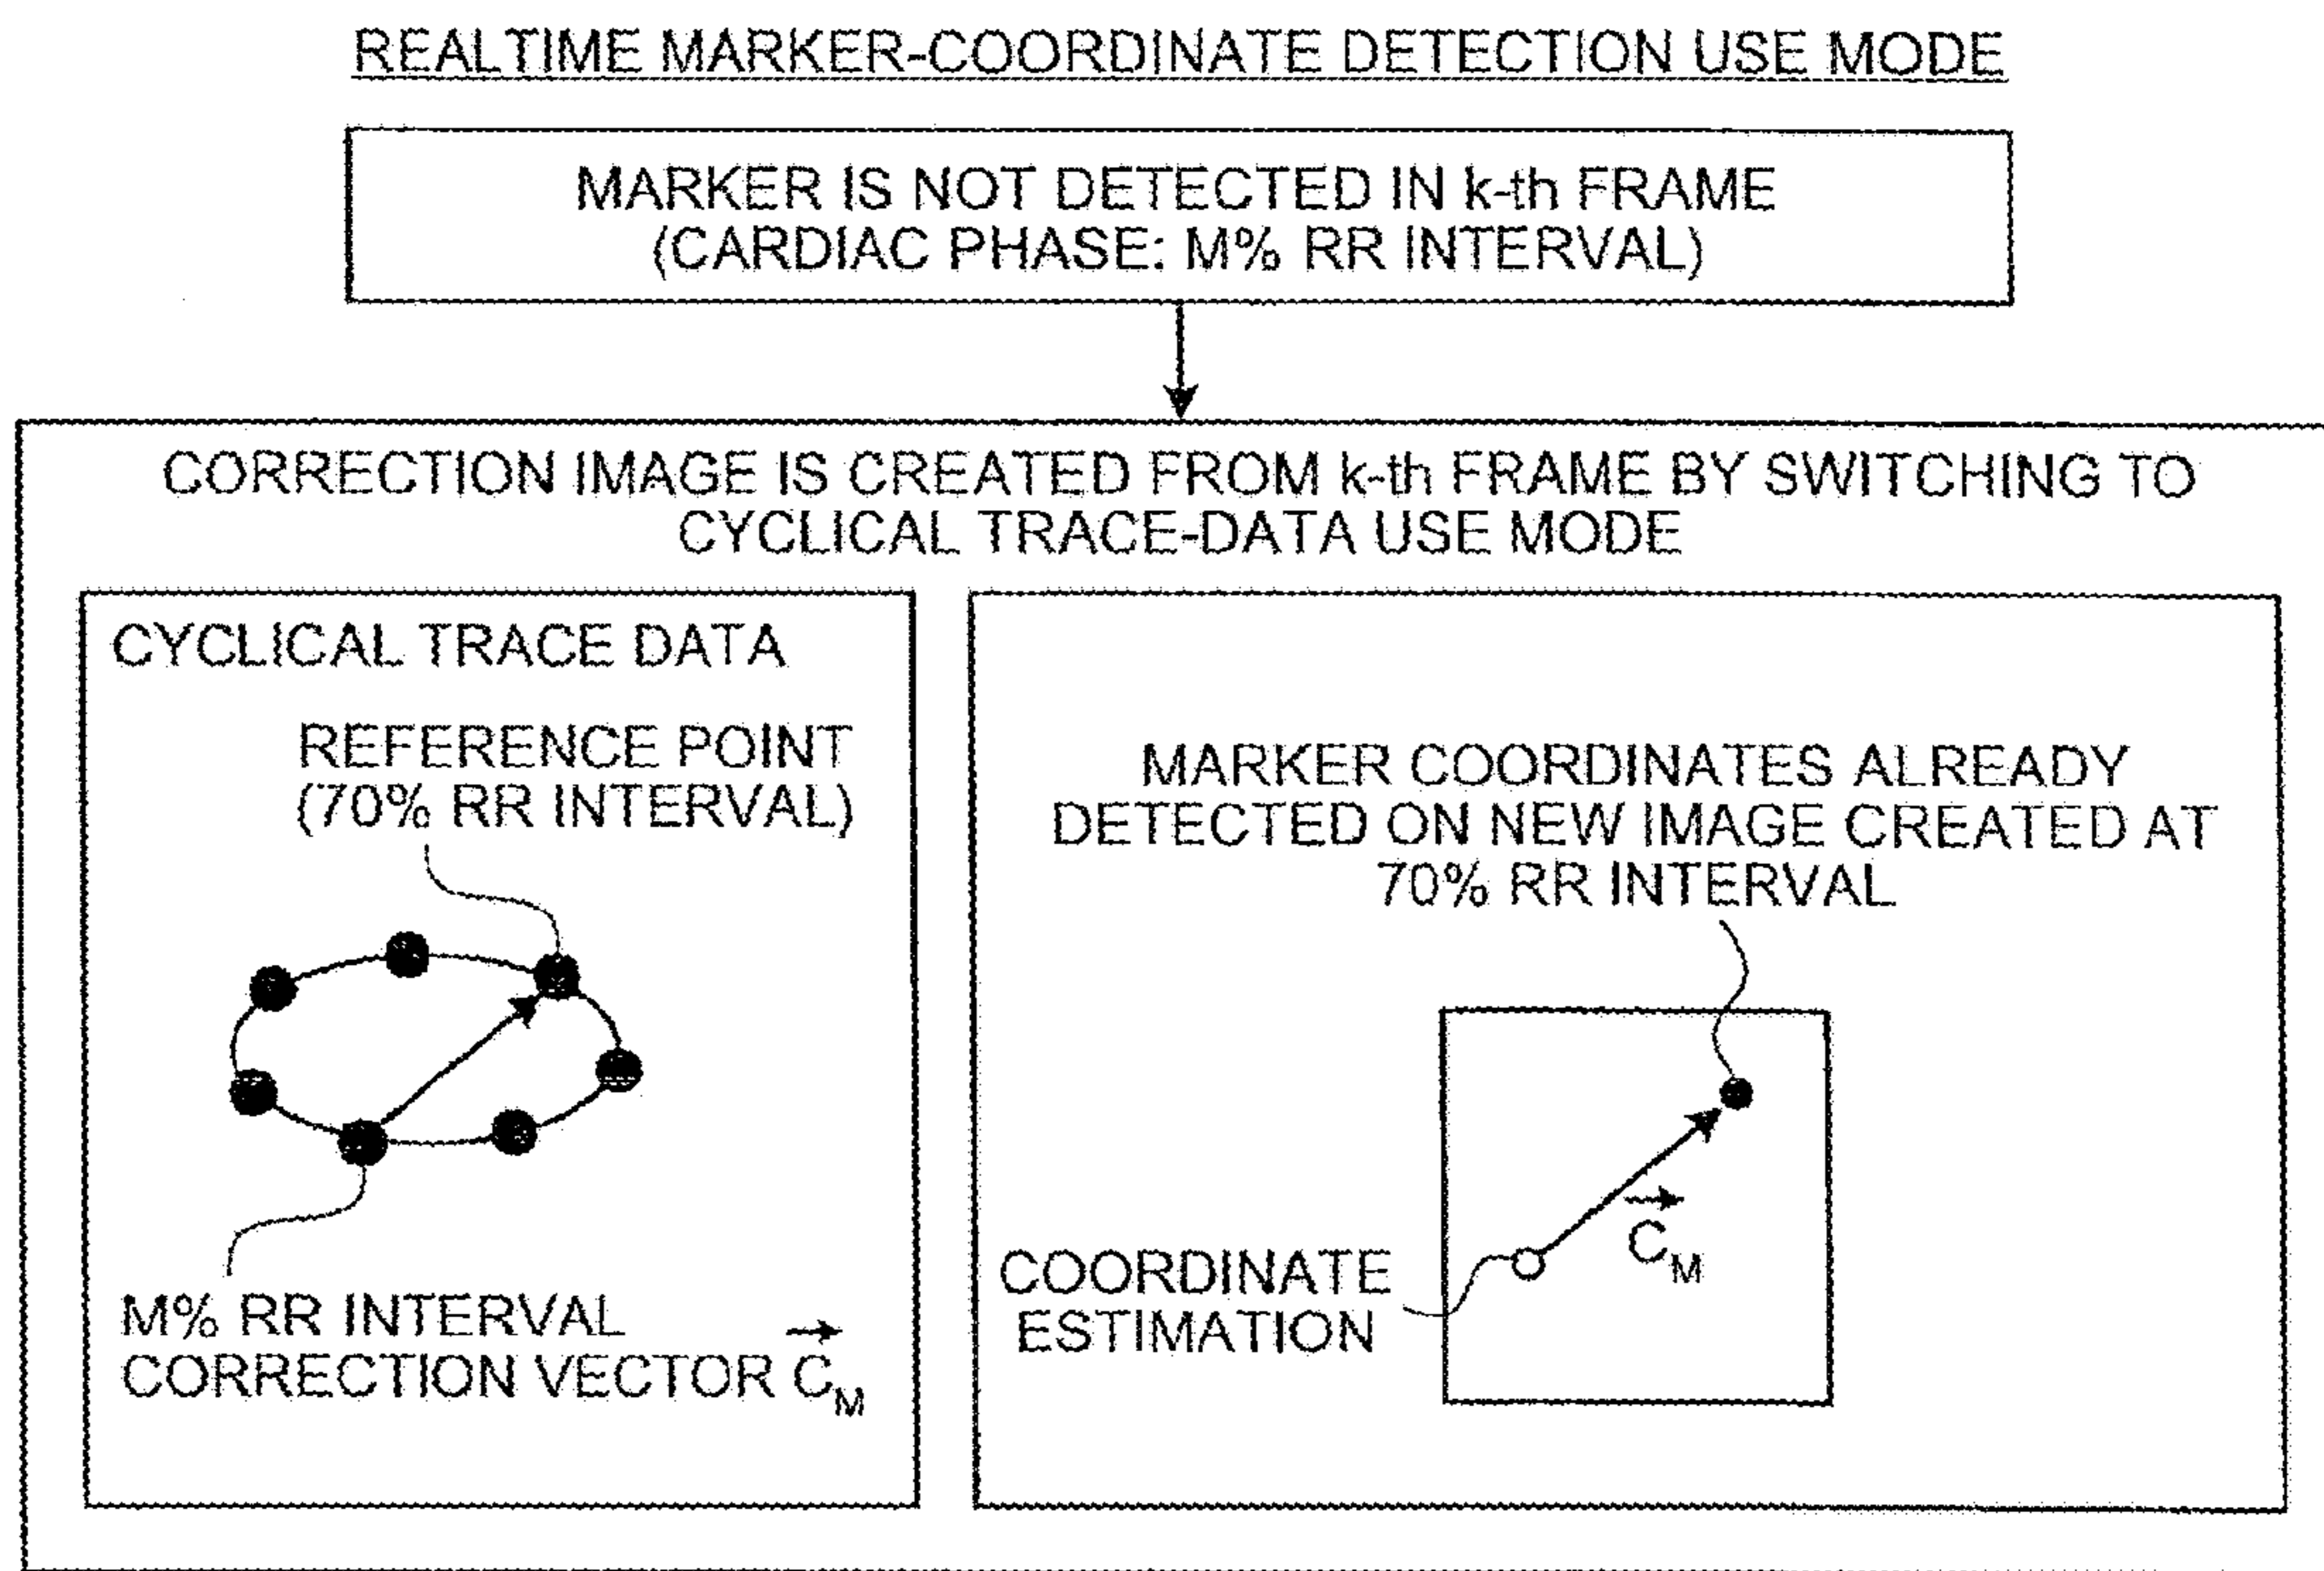 REALTIME MARKER-COORDINATE DETECTION USE MODE
MARKER IS NOT DETECTED IN k-th FRAME
(CARDIAC PHASE: M% RR INTERVAL)
CORRECTION IMAGE IS CREATED FROM k-th FRAME BY SWITCHING TO
CYCLICAL TRACE-DATA USE MODE
CYCLICAL TRACE DATA
REFERENCE POINT
(70% RR INTERVAL)
M% RR INTERVAL
CORRECTION VECTOR C⃗M
MARKER COORDINATES ALREADY
DETECTED ON NEW IMAGE CREATED AT
70% RR INTERVAL
C⃗M
COORDINATE
ESTIMATION